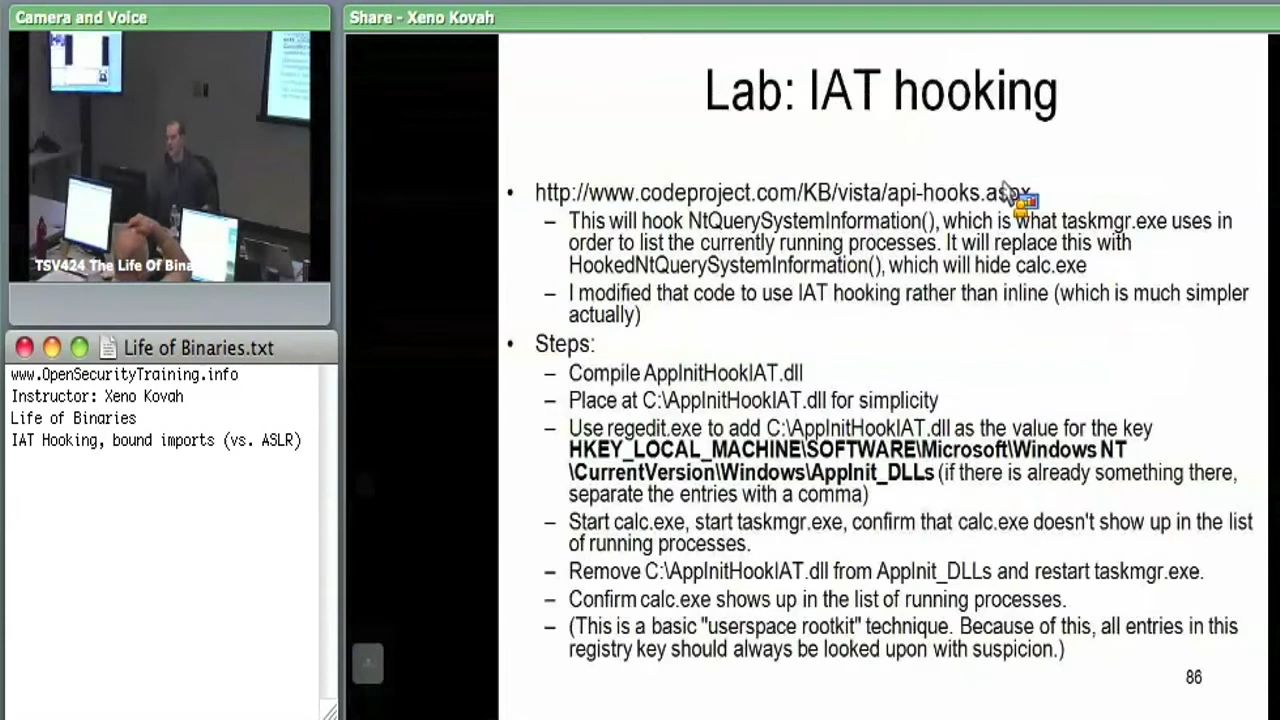 Camera and Voice
TSV424 The Life Of Bina
Life of Binaries.txt
www.OpenSecurityTraining.info
Instructor: Xeno Kovah
Life of Binaries
IAT Hooking, bound imports (vs. ASLR)
Share - Xeno Kovah
Lab: IAT hooking
• http://www.codeproject.com/KB/vista/api-hooks.aspx
– This will hook NtQuerySystemInformation(), which is what taskmgr.exe uses in
order to list the currently running processes. It will replace this with
HookedNtQuerySystemInformation(), which will hide calc.exe
– I modified that code to use IAT hooking rather than inline (which is much simpler
actually)
• Steps:
– Compile AppInitHookIAT.dll
– Place at C:\AppInitHookIAT.dll for simplicity
– Use regedit.exe to add C:\AppInitHookIAT.dll as the value for the key
HKEY_LOCAL_MACHINE\SOFTWARE\Microsoft\Windows NT
\CurrentVersion\Windows\AppInit_DLLs (if there is already something there,
separate the entries with a comma)
– Start calc.exe, start taskmgr.exe, confirm that calc.exe doesn't show up in the list
of running processes.
– Remove C:\AppInitHookIAT.dll from AppInit_DLLs and restart taskmgr.exe.
– Confirm calc.exe shows up in the list of running processes.
– (This is a basic "userspace rootkit" technique. Because of this, all entries in this
registry key should always be looked upon with suspicion.)
86